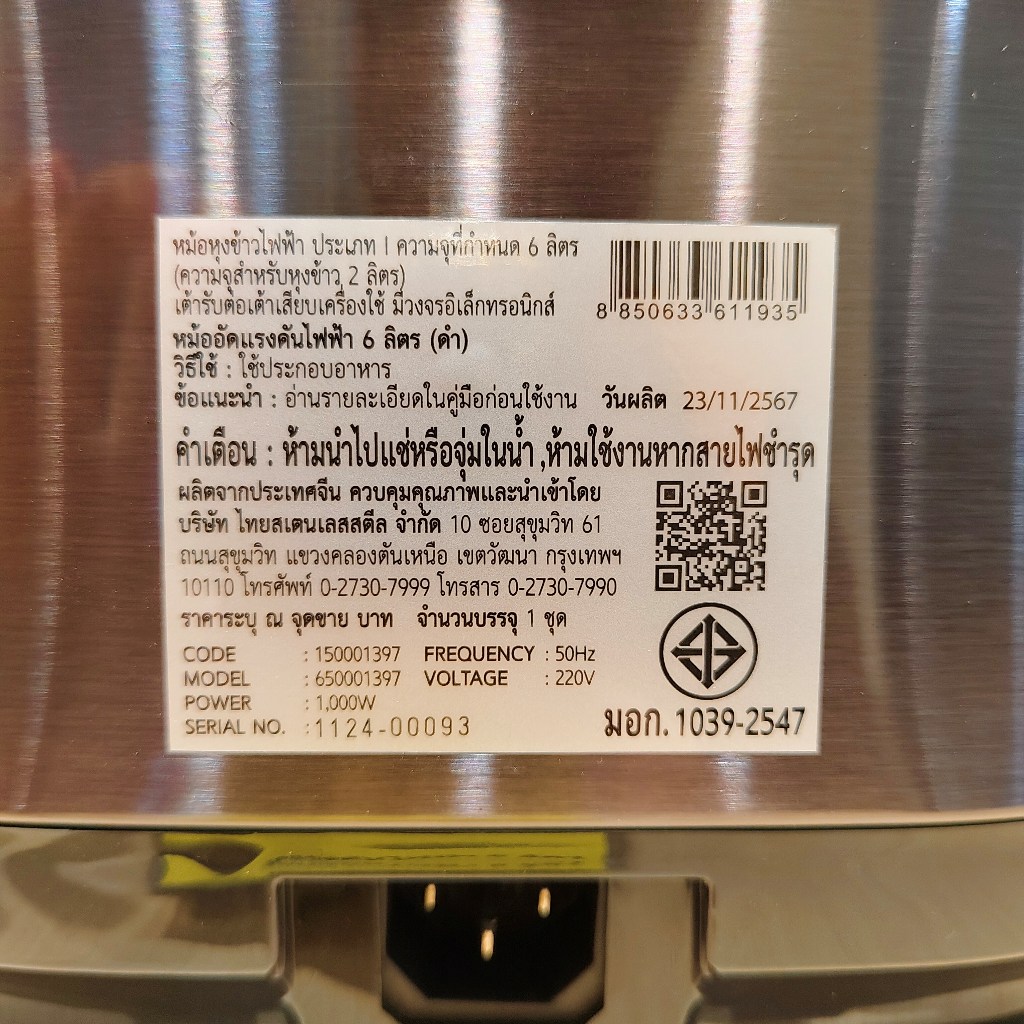 หม้อหุงข้าวไฟฟ้า ประเภท I ความจุที่กำหนด 6 ลิตร
(ความจุสำหรับหุงข้าว 2 ลิตร)
เต้ารับต่อเต้าเสียบเครื่องใช้ มีวงจรอิเล็กทรอนิกส์
8 850633 611935
หม้ออัดแรงดันไฟฟ้า 6 ลิตร (ดำ)
วิธีใช้ : ใช้ประกอบอาหาร
ข้อแนะนำ : อ่านรายละเอียดในคู่มือก่อนใช้งาน วันผลิต 23/11/2567
คำเตือน : ห้ามนำไปแช่หรือจุ่มในน้ำ ,ห้ามใช้งานหากสายไฟชำรุด
ผลิตจากประเทศจีน ควบคุมคุณภาพและนำเข้าโดย
บริษัท ไทยสเตนเลสสตีล จำกัด 10 ซอยสุขุมวิท 61
ถนนสุขุมวิท แขวงคลองตันเหนือ เขตวัฒนา กรุงเทพฯ
10110 โทรศัพท์ 0-2730-7999 โทรสาร 0-2730-7990
ราคาระบุ ณ จุดขาย บาท จำนวนบรรจุ 1 ชุด
CODE : 150001397 FREQUENCY : 50Hz
MODEL : 650001397 VOLTAGE : 220V
POWER : 1,000W
SERIAL NO. : 1124-00093
มอก. 1039-2547